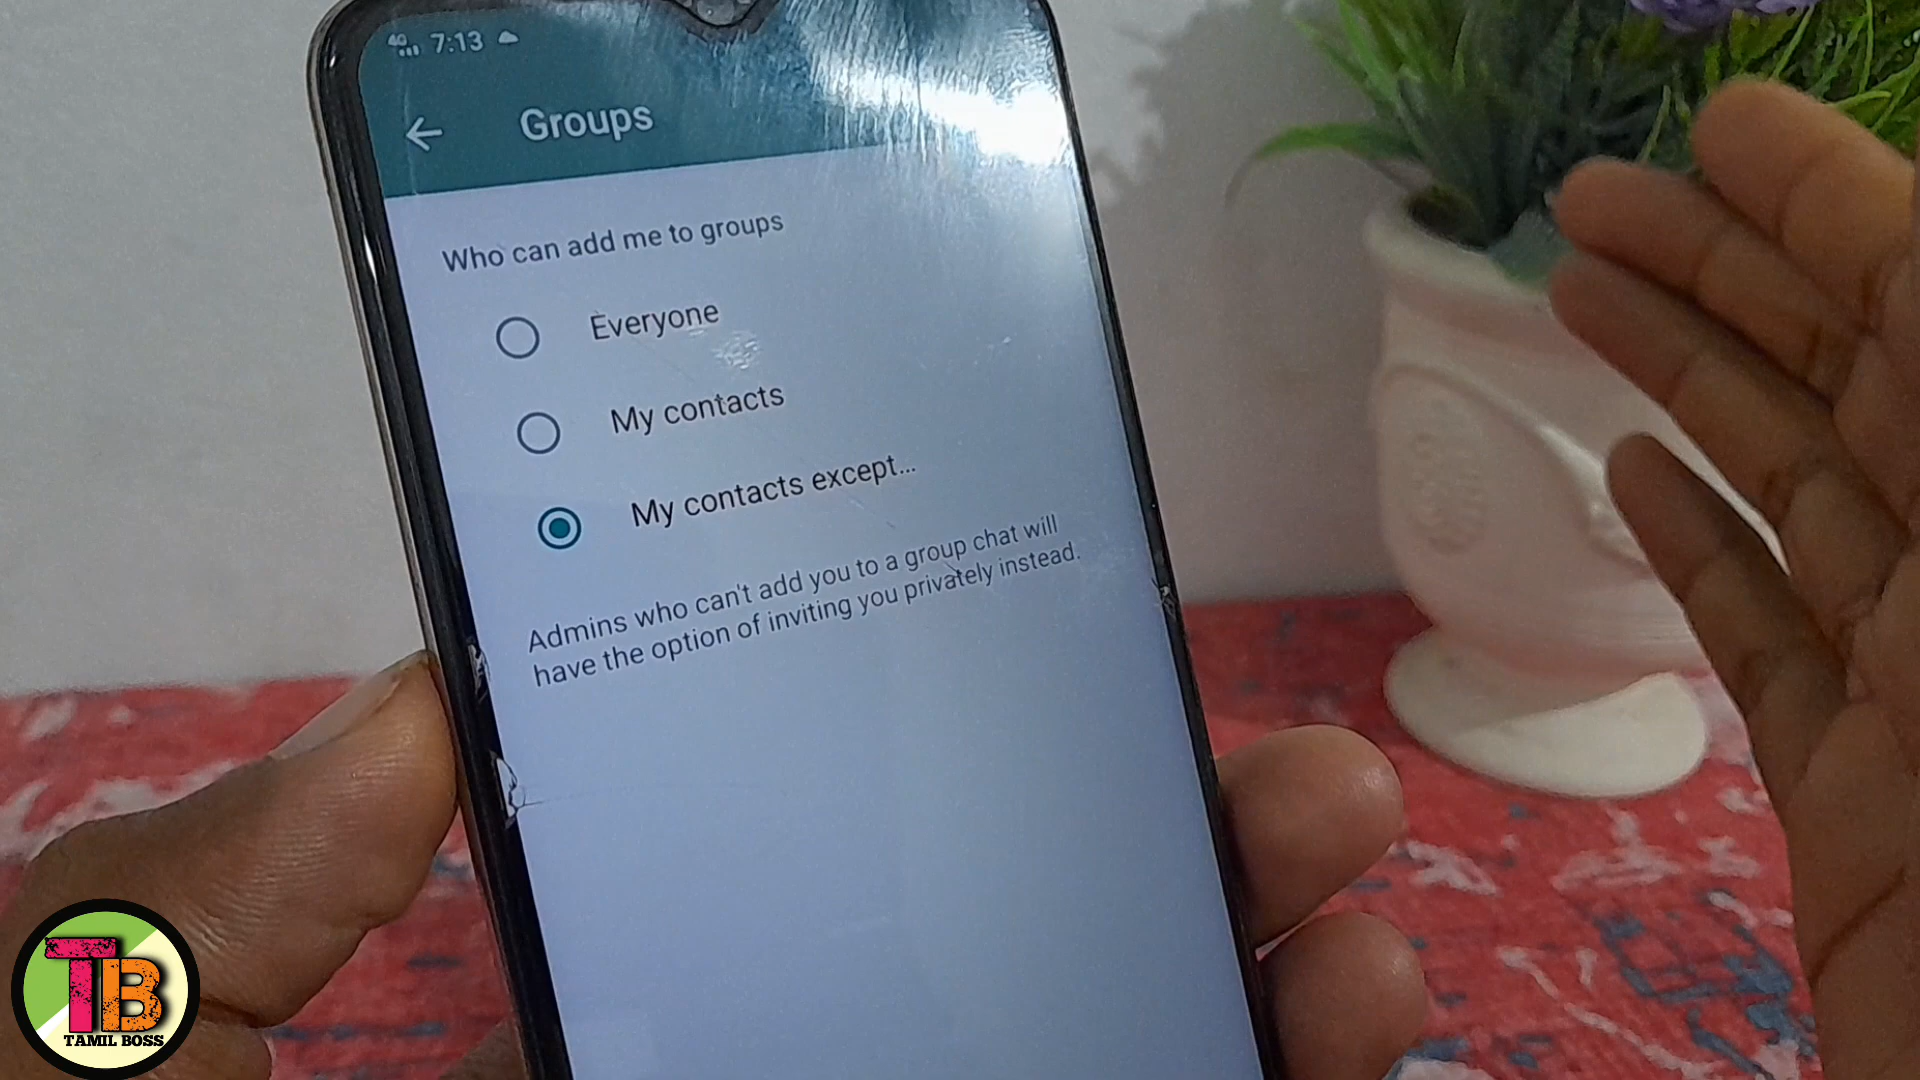 4G 7:13
Groups
Who can add me to groups
Everyone
My contacts
My contacts except...
Admins who can't add you to a group chat will
have the option of inviting you privately instead.
TB
TAMIL BOSS